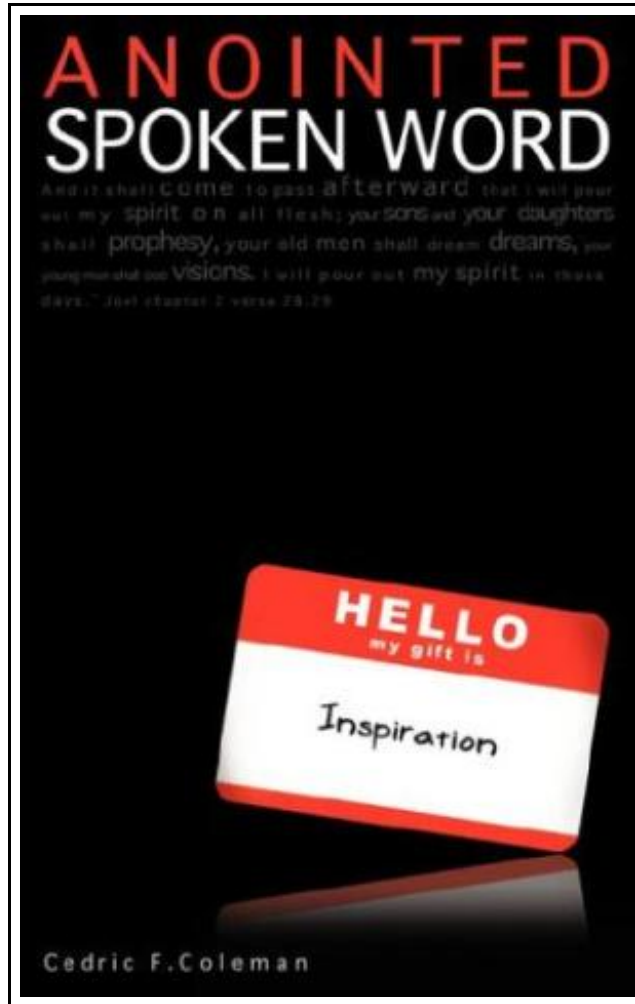 ANOINTED
SPOKEN WORD
And it shall come to past afterward that i will pour
out my spirit on all flesh; your sons and your daughters
shall prophesy, your old men shall dream dreams, your
young men shall see visions. I will pour out my spirit in those
days." Joel chapter 2 verse 28,29
HELLO
my gift is
Inspiration
Cedric F.Coleman